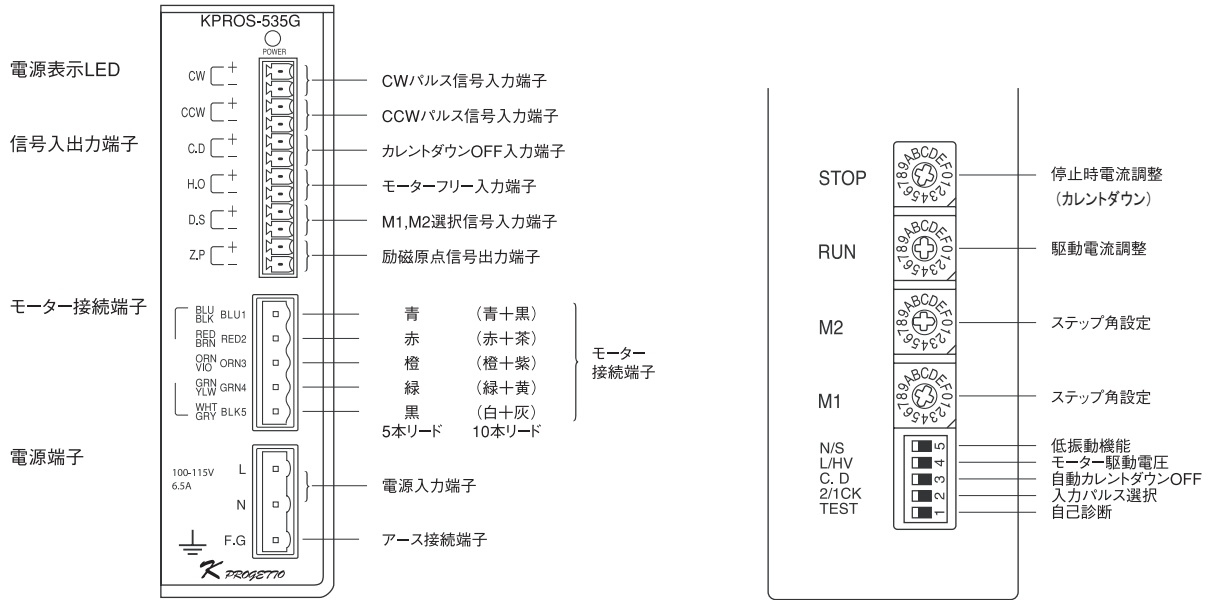 KPROS-535G
POWER
電源表示LED
CW + −
CWパルス信号入力端子
CCW + −
CCWパルス信号入力端子
信号入出力端子
C.D + −
カレントダウンOFF入力端子
H.O + −
モーターフリー入力端子
D.S + −
M1,M2選択信号入力端子
Z.P + −
励磁原点信号出力端子
モーター接続端子
BLU BLK BLU1 青 (青＋黒)
RED BRN RED2 赤 (赤＋茶)
ORN VIO ORN3 橙 (橙＋紫)
GRN YLW GRN4 緑 (緑＋黄)
WHT GRY BLK5 黒 (白＋灰)
5本リード 10本リード
モーター
接続端子
電源端子
100-115V
6.5A
L
N
電源入力端子
F.G
アース接続端子
K PROGETTO
STOP
789ABCDEF0123456
停止時電流調整
(カレントダウン)
RUN
789ABCDEF0123456
駆動電流調整
M2
789ABCDEF0123456
ステップ角設定
M1
789ABCDEF0123456
ステップ角設定
N/S 5 低振動機能
L/HV 4 モーター駆動電圧
C. D 3 自動カレントダウンOFF
2/1CK 2 入力パルス選択
TEST 1 自己診断